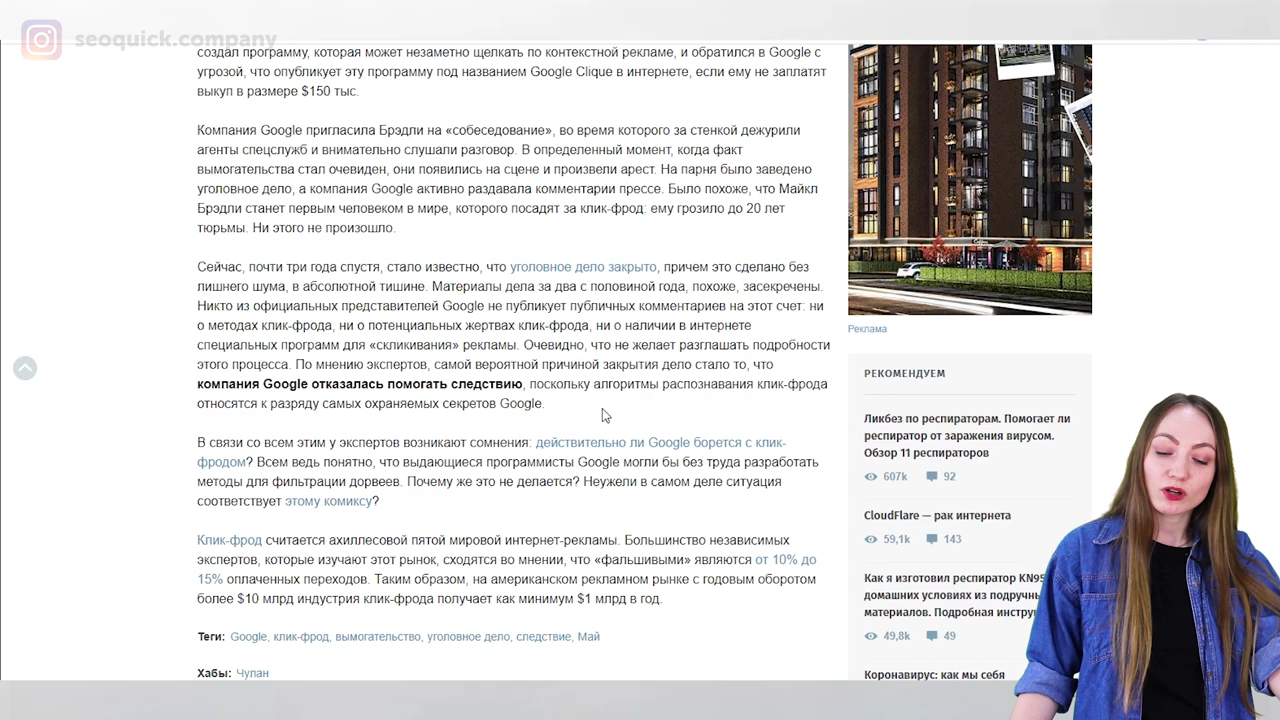 seoquick.company
создал программу, которая может незаметно щелкать по контекстной рекламе, и обратился в Google с
угрозой, что опубликует эту программу под названием Google Clique в интернете, если ему не заплатят
выкуп в размере $150 тыс.
Компания Google пригласила Брэдли на «собеседование», во время которого за стенкой дежурили
агенты спецслужб и внимательно слушали разговор. В определенный момент, когда факт
вымогательства стал очевиден, они появились на сцене и произвели арест. На парня было заведено
уголовное дело, а компания Google активно раздавала комментарии прессе. Было похоже, что Майкл
Брэдли станет первым человеком в мире, которого посадят за клик-фрод: ему грозило до 20 лет
тюрьмы. Ни этого не произошло.
Сейчас, почти три года спустя, стало известно, что уголовное дело закрыто, причем это сделано без
лишнего шума, в абсолютной тишине. Материалы дела за два с половиной года, похоже, засекречены.
Никто из официальных представителей Google не публикует публичных комментариев на этот счет: ни
о методах клик-фрода, ни о потенциальных жертвах клик-фрода, ни о наличии в интернете
специальных программ для «скликивания» рекламы. Очевидно, что не желает разглашать подробности
этого процесса. По мнению экспертов, самой вероятной причиной закрытия дело стало то, что
компания Google отказалась помогать следствию, поскольку алгоритмы распознавания клик-фрода
относятся к разряду самых охраняемых секретов Google.
В связи со всем этим у экспертов возникают сомнения: действительно ли Google борется с клик-
фродом? Всем ведь понятно, что выдающиеся программисты Google могли бы без труда разработать
методы для фильтрации дорвеев. Почему же это не делается? Неужели в самом деле ситуация
соответствует этому комиксу?
Клик-фрод считается ахиллесовой пятой мировой интернет-рекламы. Большинство независимых
экспертов, которые изучают этот рынок, сходятся во мнении, что «фальшивыми» являются от 10% до
15% оплаченных переходов. Таким образом, на американском рекламном рынке с годовым оборотом
более $10 млрд индустрия клик-фрода получает как минимум $1 млрд в год.
Теги: Google, клик-фрод, вымогательство, уголовное дело, следствие, Май
Хабы: Чулан
Реклама
РЕКОМЕНДУЕМ
Ликбез по респираторам. Помогает ли
респиратор от заражения вирусом.
Обзор 11 респираторов
607k 92
CloudFlare — рак интернета
59,1k 143
Как я изготовил респиратор KN95
домашних условиях из подручны
материалов. Подробная инстру
49,8k 49
Коронавирус: как мы себя